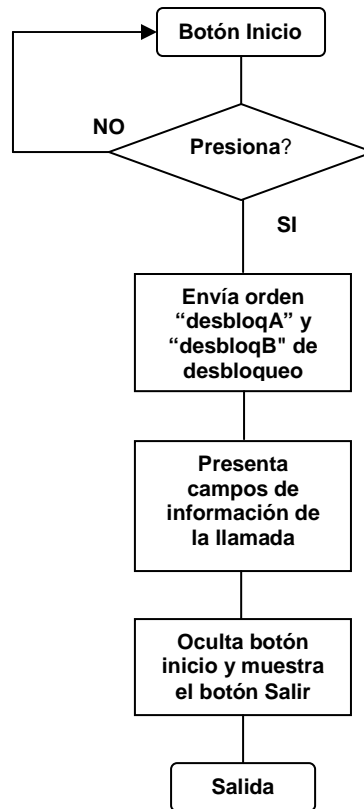 Botón Inicio
NO
Presiona?
SI
Envía orden
“desbloqA” y
“desbloqB" de
desbloqueo
Presenta
campos de
información de
la llamada
Oculta botón
inicio y muestra
el botón Salir
Salida